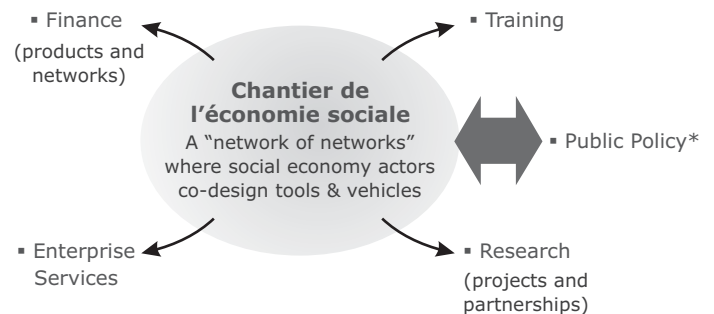 ▪ Finance
(products and
networks)
▪ Training
Chantier de
l’économie sociale
A “network of networks”
where social economy actors
co-design tools & vehicles
▪ Public Policy*
▪ Enterprise
Services
▪ Research
(projects and
partnerships)